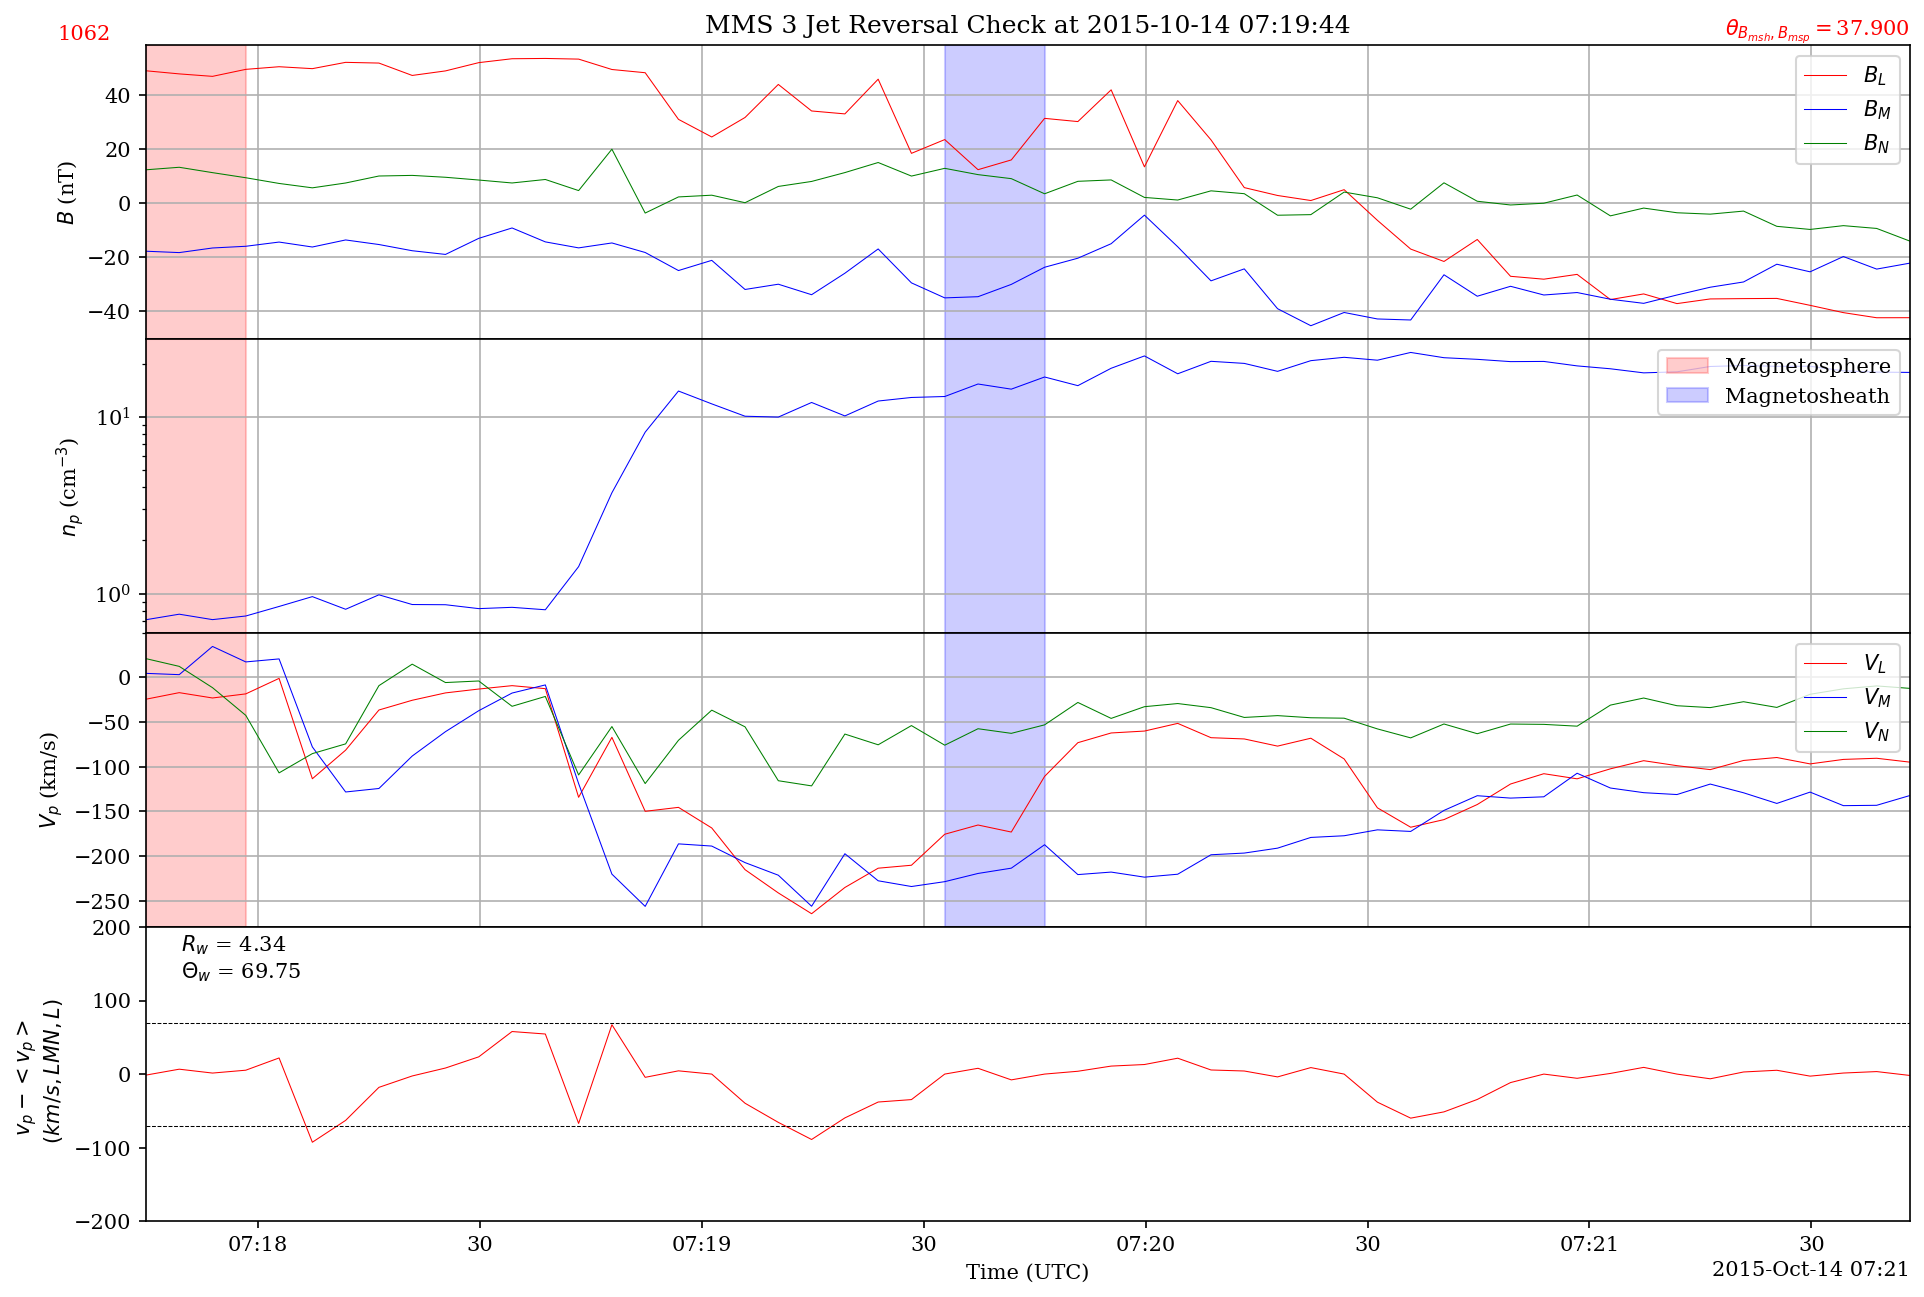 1062
MMS 3 Jet Reversal Check at 2015-10-14 07:19:44
θ_{B_{msh}, B_{msp}} = 37.900
B (nT)
40
20
0
−20
−40
B_L
B_M
B_N
n_p (cm^{−3})
10^1
10^0
Magnetosphere
Magnetosheath
V_p (km/s)
0
−50
−100
−150
−200
−250
V_L
V_M
V_N
v_p − < v_p >
(km/s, LMN, L)
200
100
0
−100
−200
R_w = 4.34
Θ_w = 69.75
07:18
30
07:19
30
07:20
30
07:21
30
Time (UTC)
2015-Oct-14 07:21